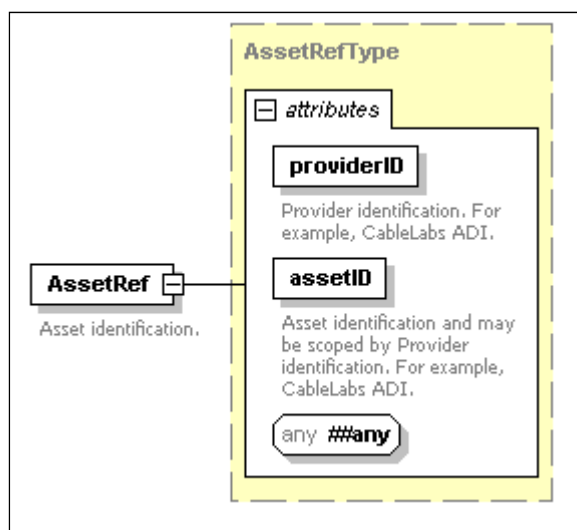 AssetRefType
attributes
providerID
Provider identification. For
example, CableLabs ADI.
AssetRef
Asset identification.
assetID
Asset identification and may
be scoped by Provider
identification. For example,
CableLabs ADI.
any ##any